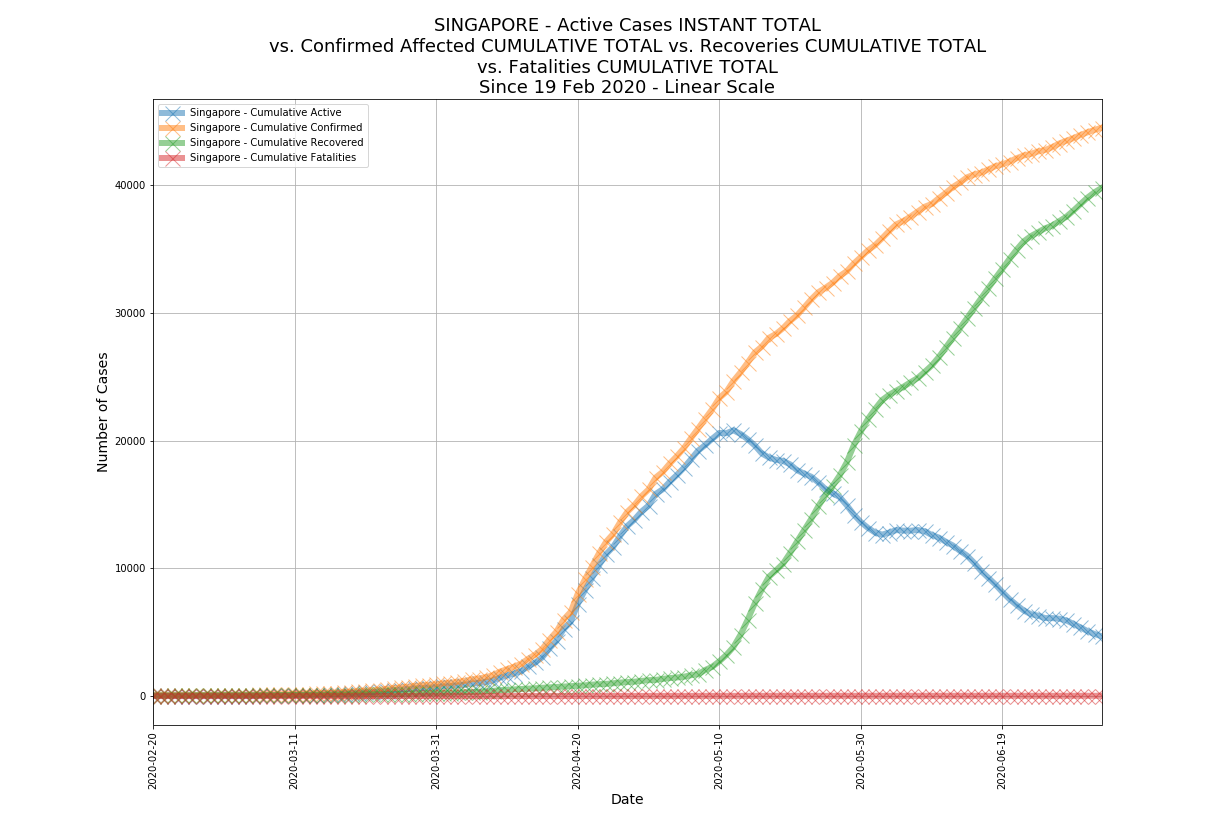 SINGAPORE - Active Cases INSTANT TOTAL
vs. Confirmed Affected CUMULATIVE TOTAL vs. Recoveries CUMULATIVE TOTAL
vs. Fatalities CUMULATIVE TOTAL
Since 19 Feb 2020 - Linear Scale
Singapore - Cumulative Active
Singapore - Cumulative Confirmed
Singapore - Cumulative Recovered
Singapore - Cumulative Fatalities
Number of Cases
40000
30000
20000
10000
0
2020-02-20
2020-03-11
2020-03-31
2020-04-20
2020-05-10
2020-05-30
2020-06-19
Date